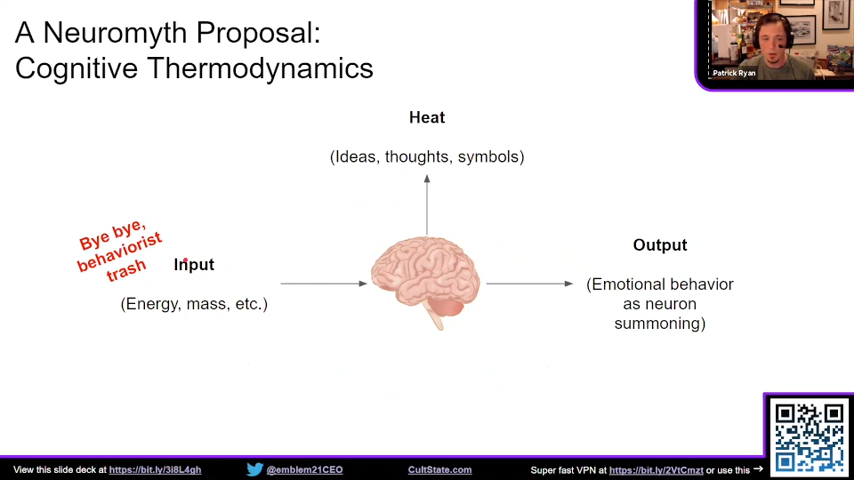 A Neuromyth Proposal:
Cognitive Thermodynamics
Patrick Ryan
Heat
(Ideas, thoughts, symbols)
Bye bye,
behaviorist
trash
Input
(Energy, mass, etc.)
Output
(Emotional behavior
as neuron
summoning)
View this slide deck at https://bit.ly/3i8L4gh
@emblem21CEO
CultState.com
Super fast VPN at https://bit.ly/2VtCmzt or use this →